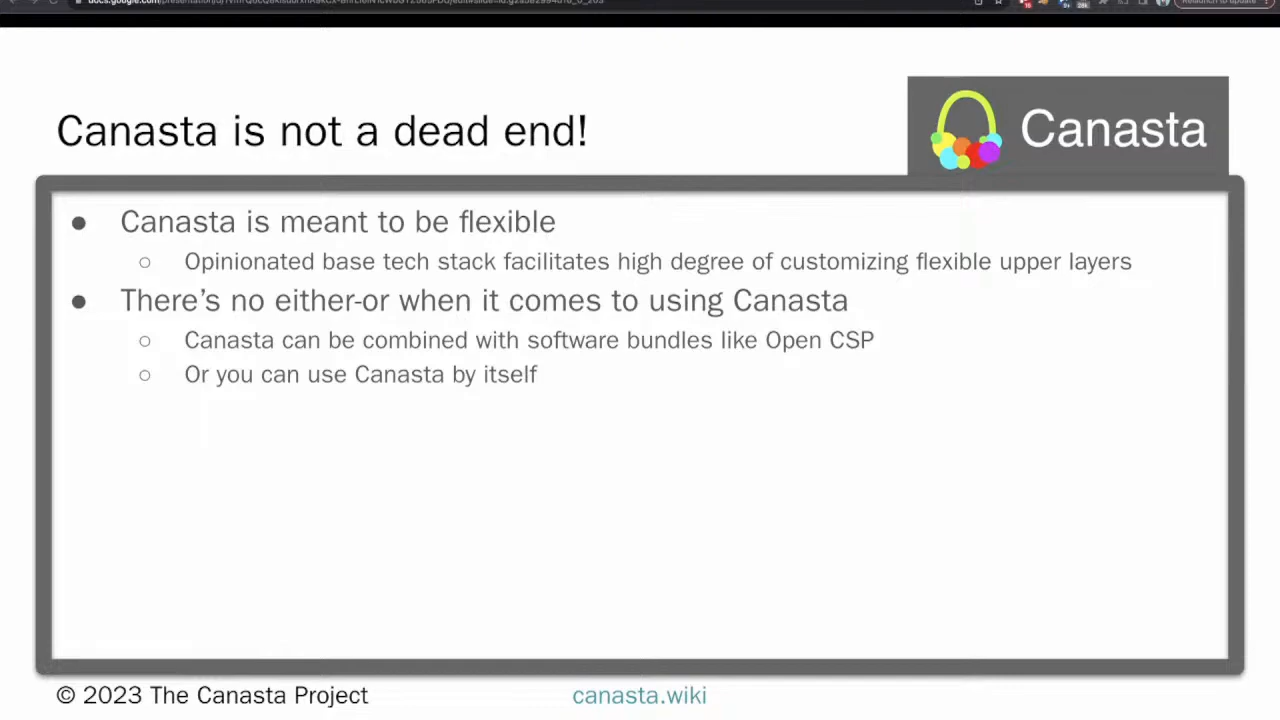 Canasta is not a dead end!
Canasta
● Canasta is meant to be flexible
○ Opinionated base tech stack facilitates high degree of customizing flexible upper layers
● There's no either-or when it comes to using Canasta
○ Canasta can be combined with software bundles like Open CSP
○ Or you can use Canasta by itself
© 2023 The Canasta Project
canasta.wiki